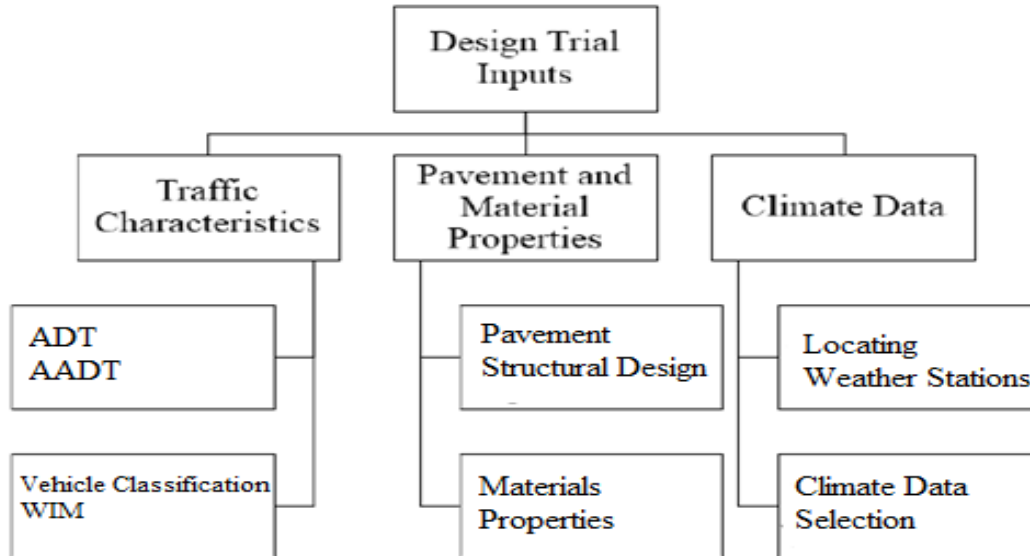 Design Trial
Inputs
Traffic
Characteristics
Pavement and
Material
Properties
Climate Data
ADT
AADT
Pavement
Structural Design
Locating
Weather Stations
Vehicle Classification
WIM
Materials
Properties
Climate Data
Selection